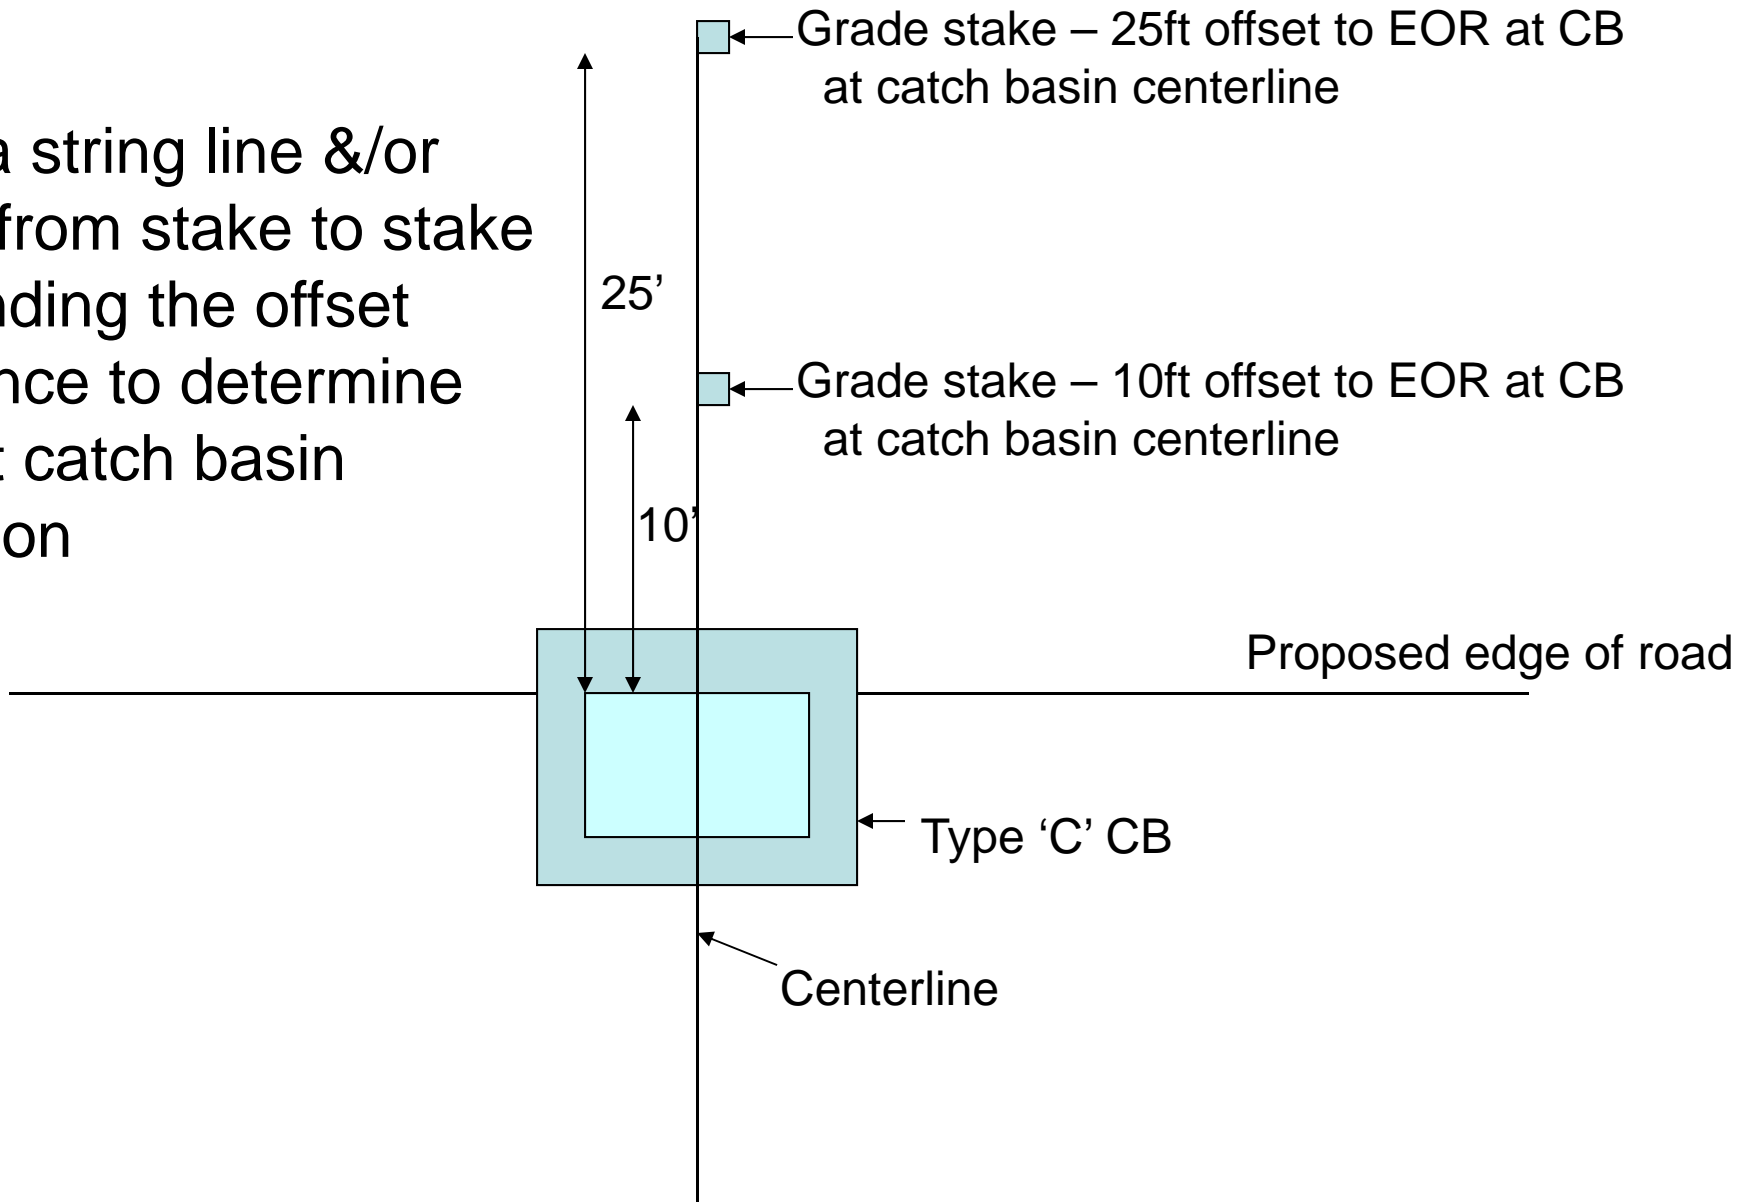 Grade stake – 25ft offset to EOR at CB
at catch basin centerline
a string line &/or
from stake to stake
nding the offset
nce to determine
t catch basin
on
25’
Grade stake – 10ft offset to EOR at CB
at catch basin centerline
10’
Proposed edge of road
Type ‘C’ CB
Centerline